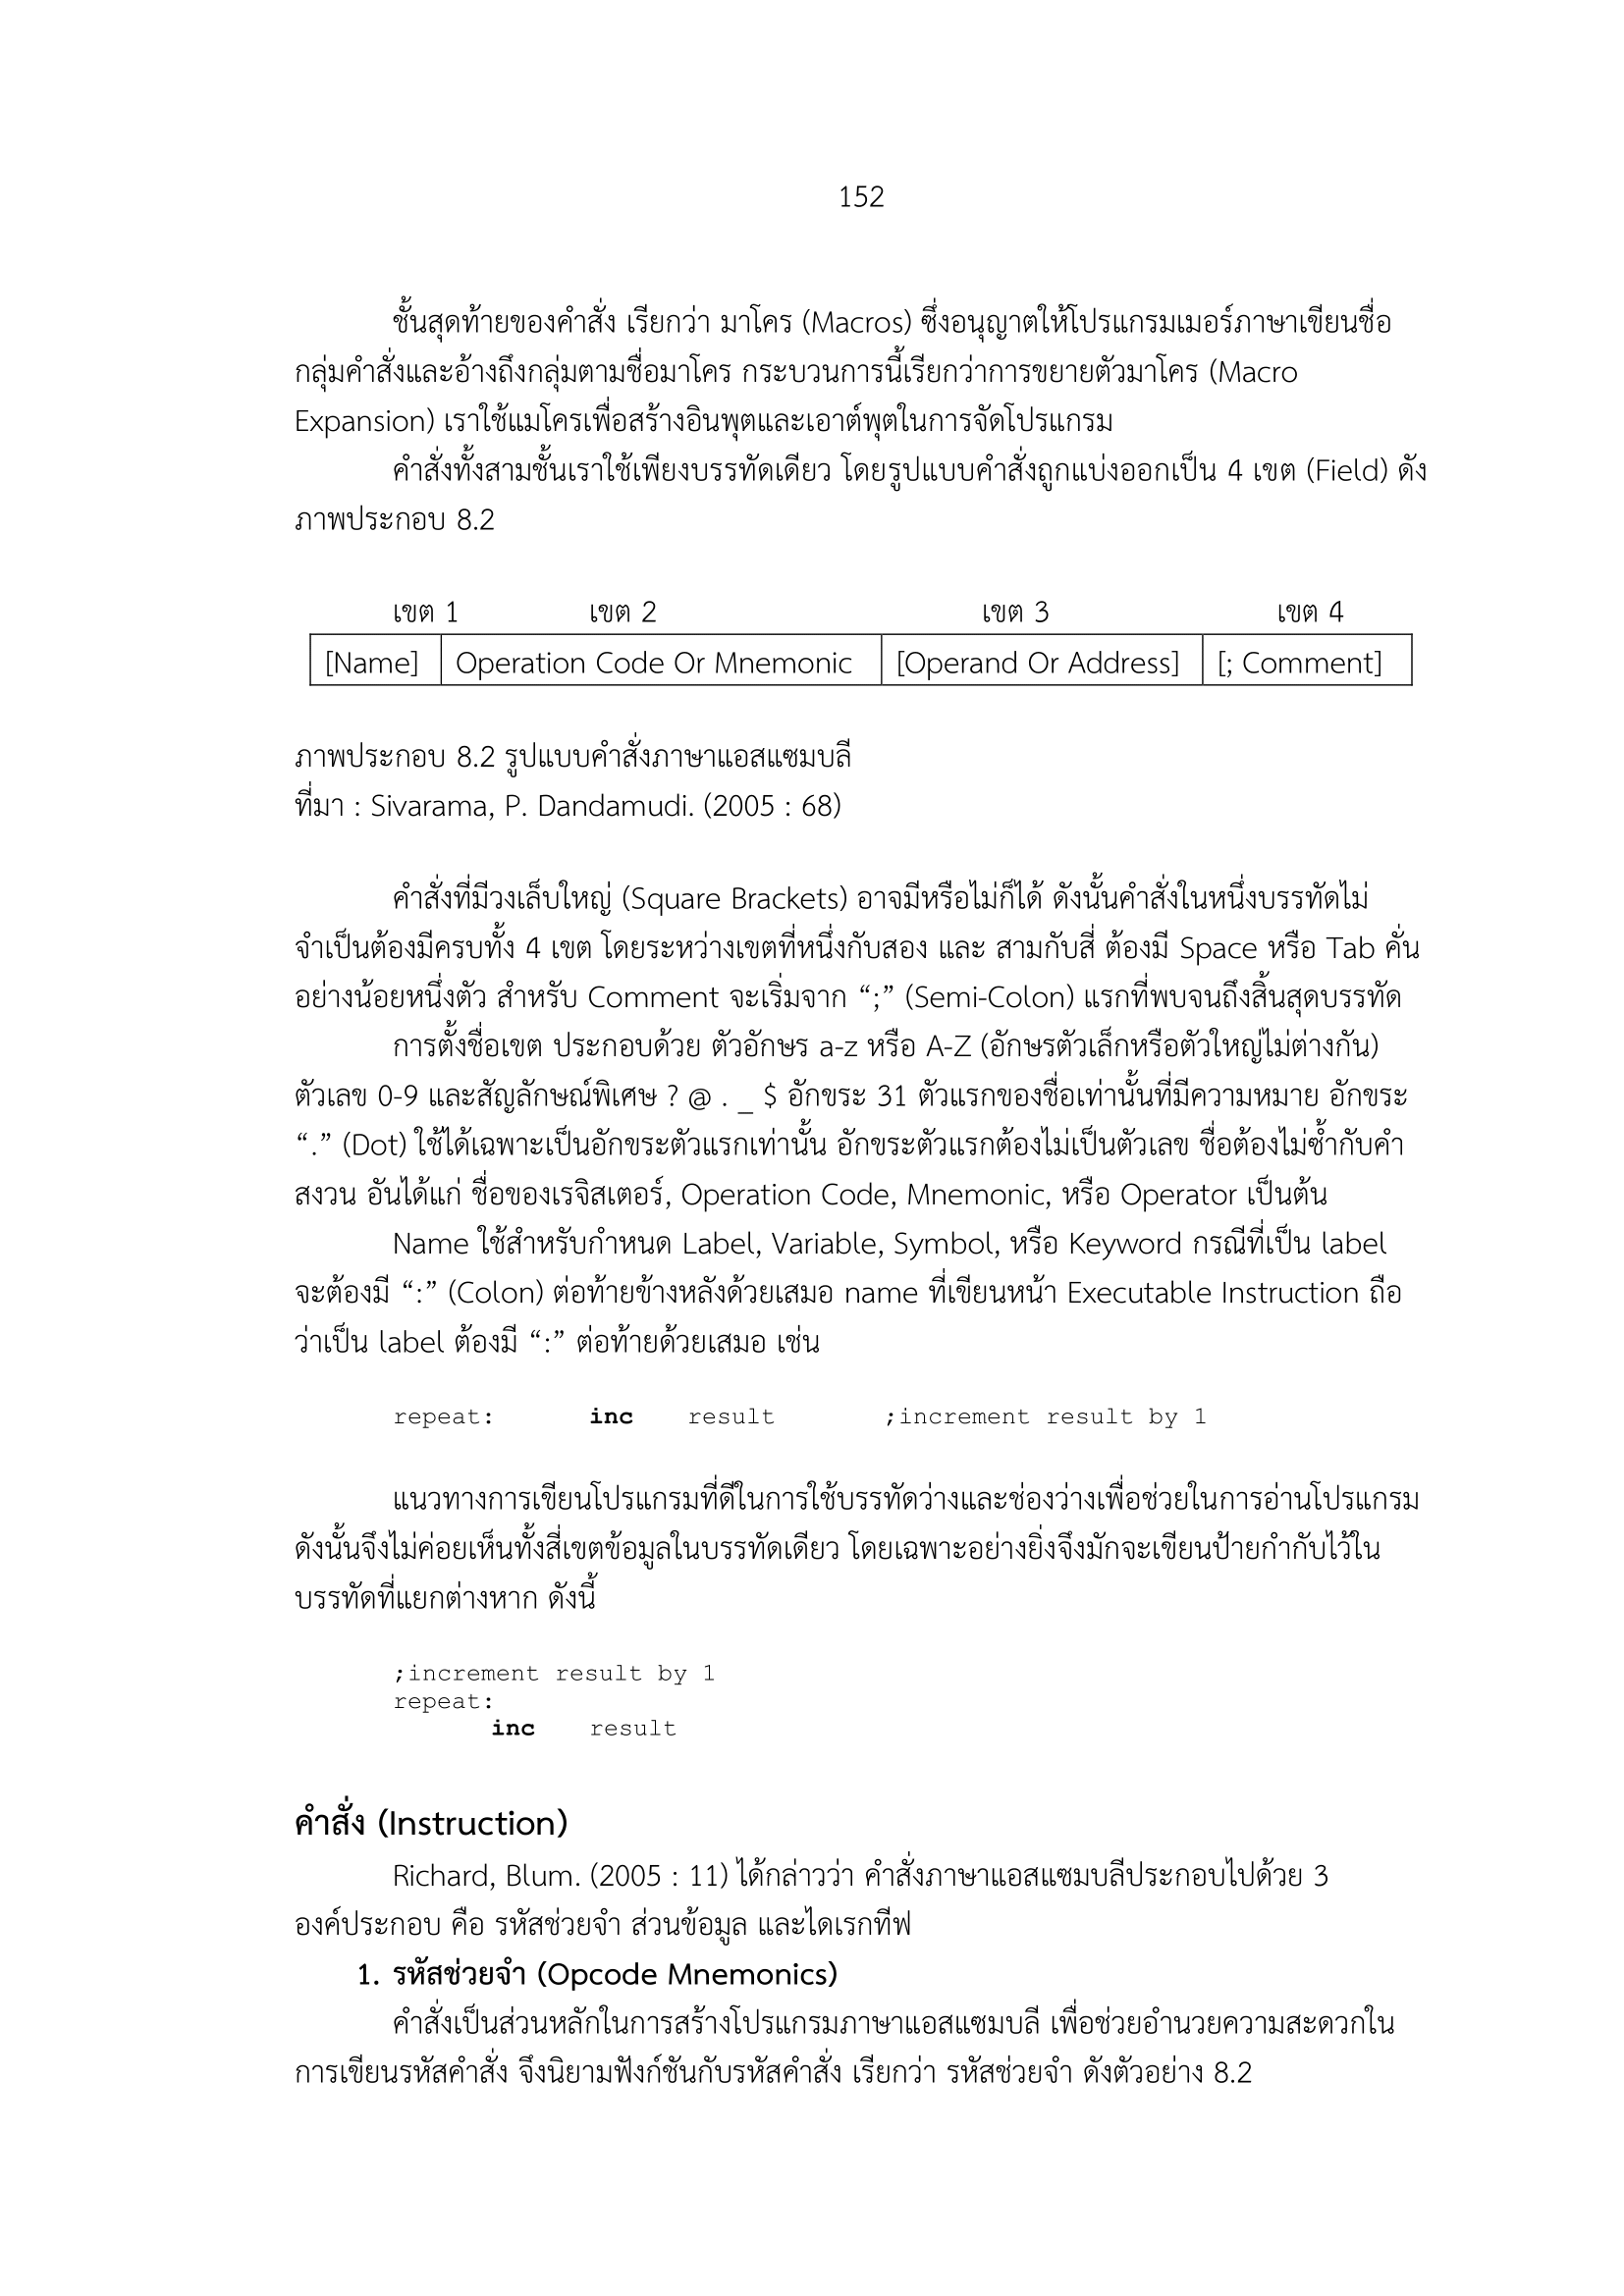 152
ชั้นสุดท้ายของคำสั่ง เรียกว่า มาโคร (Macros) ซึ่งอนุญาตให้โปรแกรมเมอร์ภาษาเขียนชื่อ
กลุ่มคำสั่งและอ้างถึงกลุ่มตามชื่อมาโคร กระบวนการนี้เรียกว่าการขยายตัวมาโคร (Macro
Expansion) เราใช้แมโครเพื่อสร้างอินพุตและเอาต์พุตในการจัดโปรแกรม
คำสั่งทั้งสามชั้นเราใช้เพียงบรรทัดเดียว โดยรูปแบบคำสั่งถูกแบ่งออกเป็น 4 เขต (Field) ดัง
ภาพประกอบ 8.2
เขต 1 เขต 2 เขต 3 เขต 4
[Name] Operation Code Or Mnemonic [Operand Or Address] [; Comment]
ภาพประกอบ 8.2 รูปแบบคำสั่งภาษาแอสแซมบลี
ที่มา : Sivarama, P. Dandamudi. (2005 : 68)
คำสั่งที่มีวงเล็บใหญ่ (Square Brackets) อาจมีหรือไม่ก็ได้ ดังนั้นคำสั่งในหนึ่งบรรทัดไม่
จำเป็นต้องมีครบทั้ง 4 เขต โดยระหว่างเขตที่หนึ่งกับสอง และ สามกับสี่ ต้องมี Space หรือ Tab คั่น
อย่างน้อยหนึ่งตัว สำหรับ Comment จะเริ่มจาก “;” (Semi-Colon) แรกที่พบจนถึงสิ้นสุดบรรทัด
การตั้งชื่อเขต ประกอบด้วย ตัวอักษร a-z หรือ A-Z (อักษรตัวเล็กหรือตัวใหญ่ไม่ต่างกัน)
ตัวเลข 0-9 และสัญลักษณ์พิเศษ ? @ . _ $ อักขระ 31 ตัวแรกของชื่อเท่านั้นที่มีความหมาย อักขระ
“.” (Dot) ใช้ได้เฉพาะเป็นอักขระตัวแรกเท่านั้น อักขระตัวแรกต้องไม่เป็นตัวเลข ชื่อต้องไม่ซ้ำกับคำ
สงวน อันได้แก่ ชื่อของเรจิสเตอร์, Operation Code, Mnemonic, หรือ Operator เป็นต้น
Name ใช้สำหรับกำหนด Label, Variable, Symbol, หรือ Keyword กรณีที่เป็น label
จะต้องมี “:” (Colon) ต่อท้ายข้างหลังด้วยเสมอ name ที่เขียนหน้า Executable Instruction ถือ
ว่าเป็น label ต้องมี “:” ต่อท้ายด้วยเสมอ เช่น
repeat: inc result ;increment result by 1
แนวทางการเขียนโปรแกรมที่ดีในการใช้บรรทัดว่างและช่องว่างเพื่อช่วยในการอ่านโปรแกรม
ดังนั้นจึงไม่ค่อยเห็นทั้งสี่เขตข้อมูลในบรรทัดเดียว โดยเฉพาะอย่างยิ่งจึงมักจะเขียนป้ายกำกับไว้ใน
บรรทัดที่แยกต่างหาก ดังนี้
;increment result by 1
repeat:
inc result
คำสั่ง (Instruction)
Richard, Blum. (2005 : 11) ได้กล่าวว่า คำสั่งภาษาแอสแซมบลีประกอบไปด้วย 3
องค์ประกอบ คือ รหัสช่วยจำ ส่วนข้อมูล และไดเรกทีฟ
1. รหัสช่วยจำ (Opcode Mnemonics)
คำสั่งเป็นส่วนหลักในการสร้างโปรแกรมภาษาแอสแซมบลี เพื่อช่วยอำนวยความสะดวกใน
การเขียนรหัสคำสั่ง จึงนิยามฟังก์ชันกับรหัสคำสั่ง เรียกว่า รหัสช่วยจำ ดังตัวอย่าง 8.2